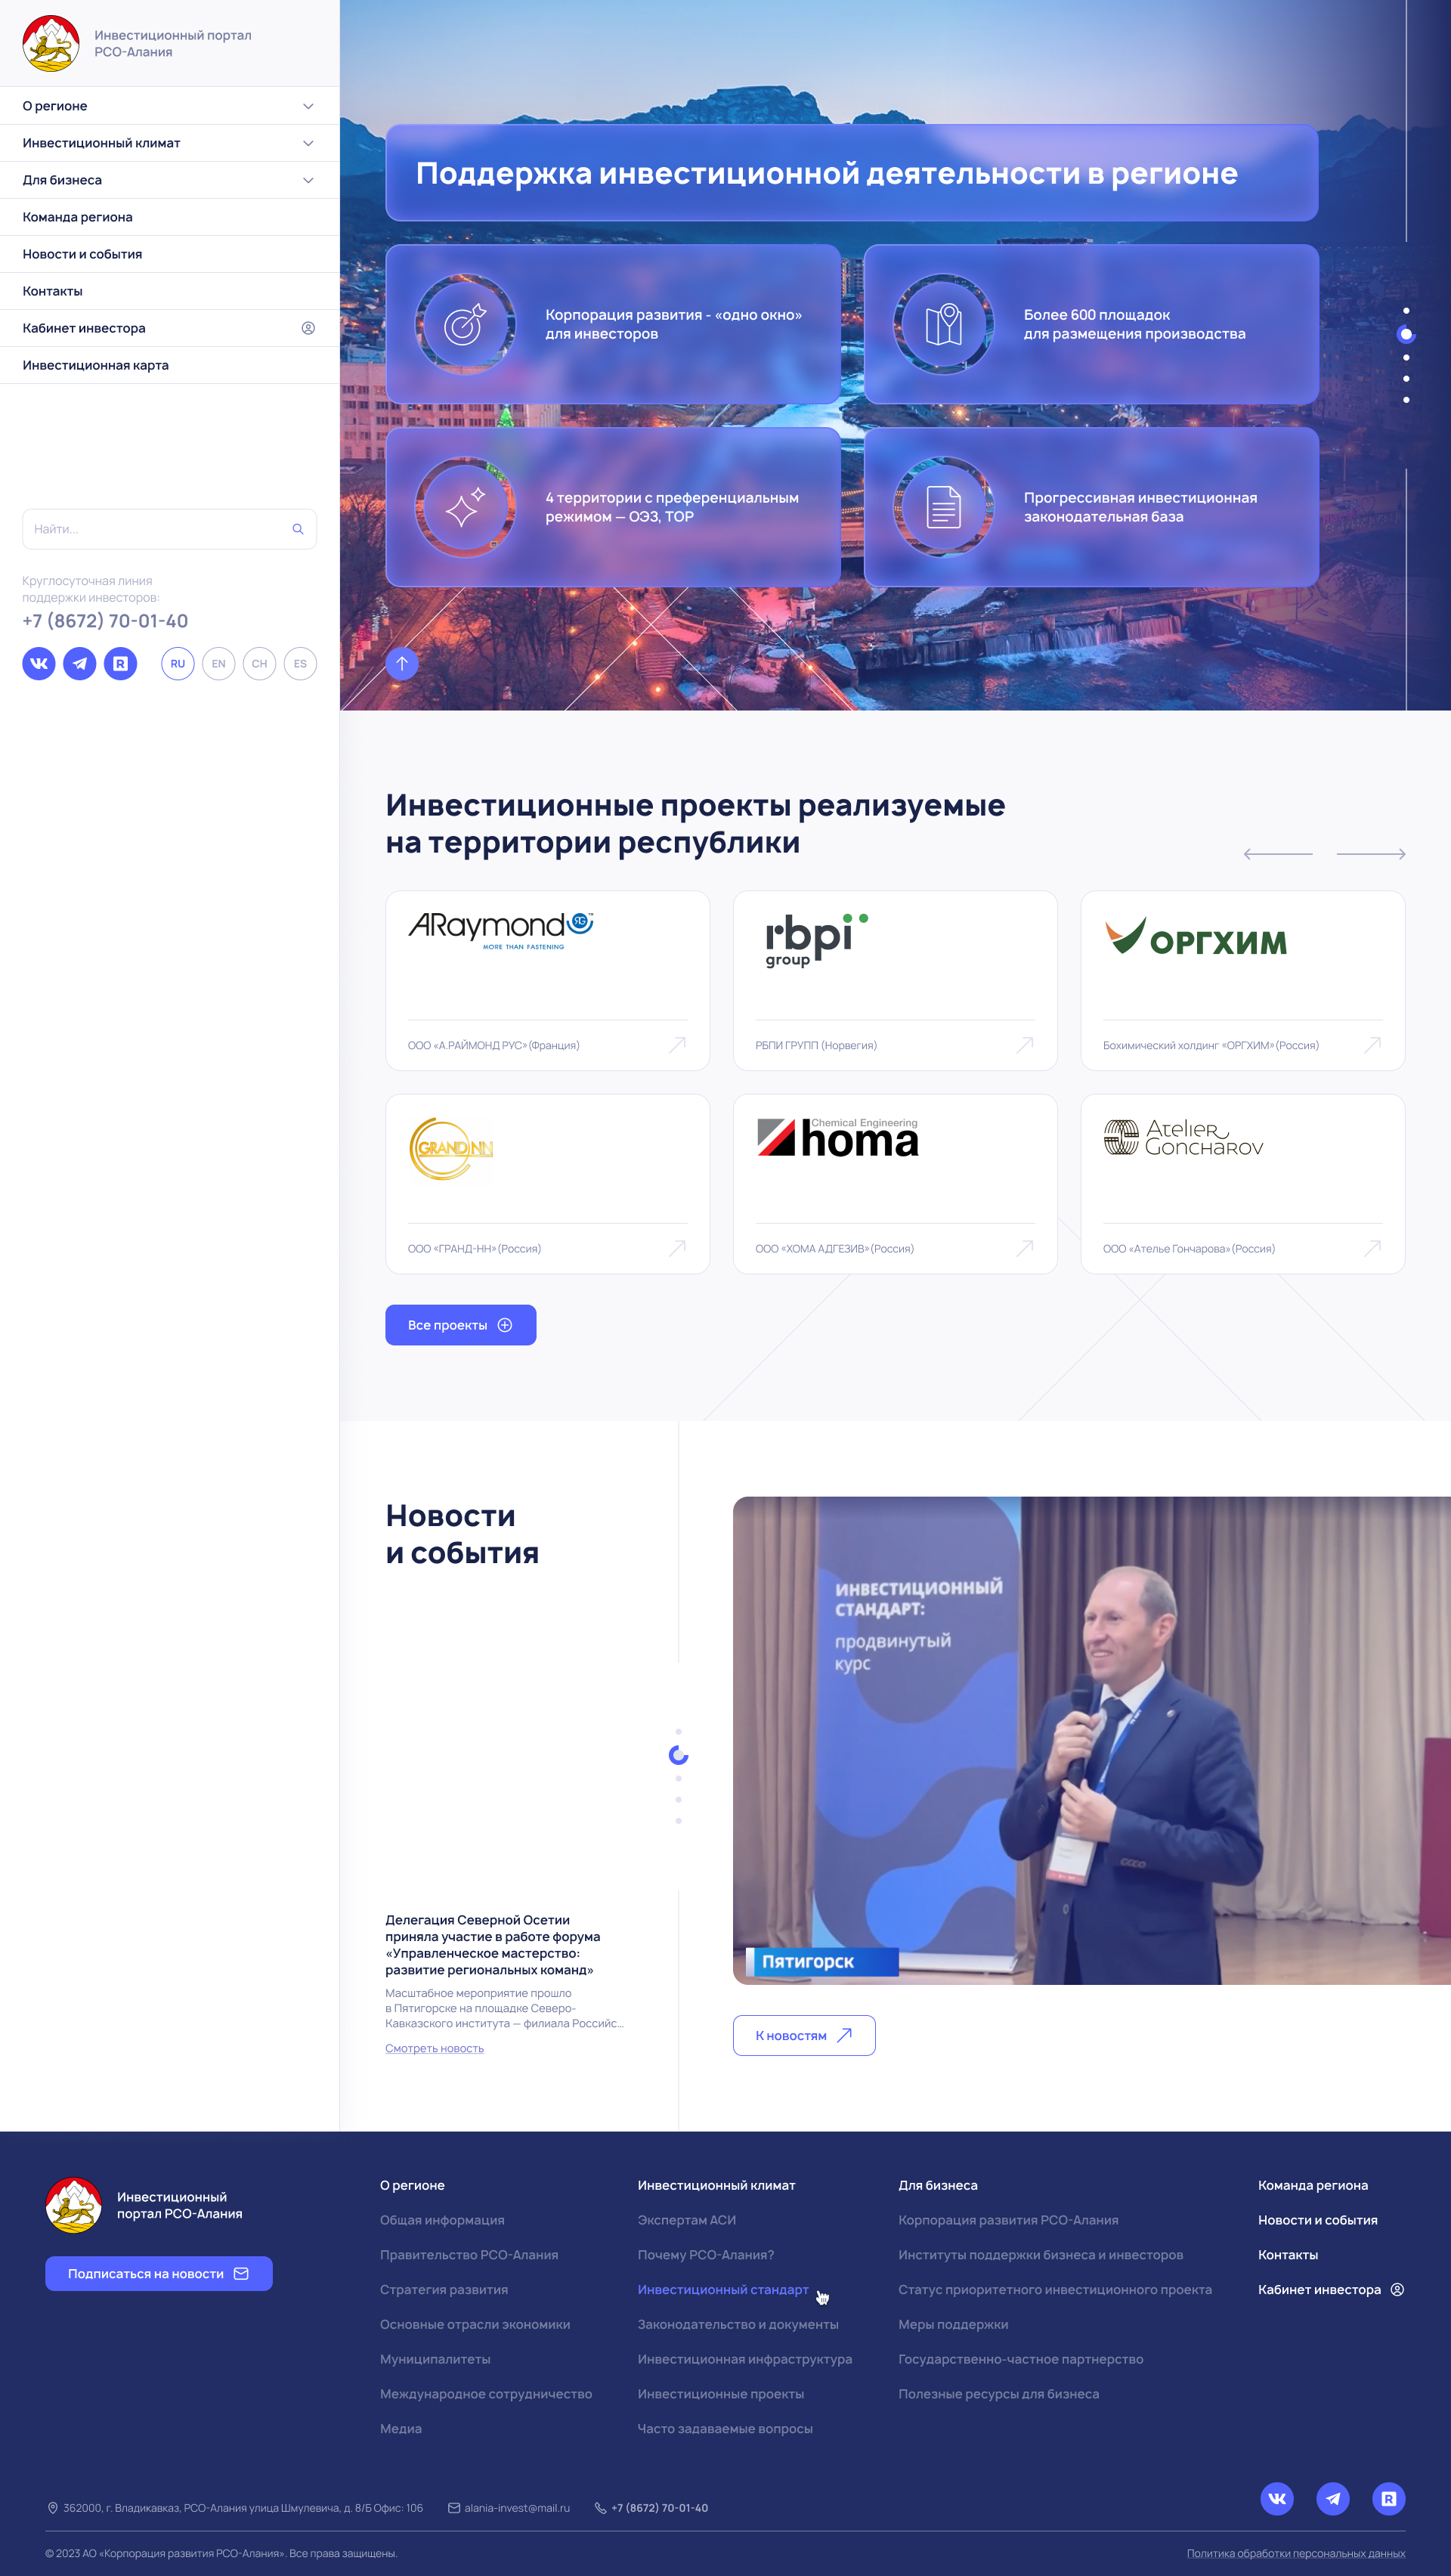 Инвестиционный портал
РСО-Алания
О регионе
Инвестиционный климат
Для бизнеса
Команда региона
Новости и события
Контакты
Кабинет инвестора
Инвестиционная карта
Найти...
Круглосуточная линия
поддержки инвесторов:
+7 (8672) 70-01-40
RU
EN
CH
ES
Поддержка инвестиционной деятельности в регионе
Корпорация развития - «одно окно»
для инвесторов
Более 600 площадок
для размещения производства
4 территории с преференциальным
режимом — ОЭЗ, ТОР
Прогрессивная инвестиционная
законодательная база
Инвестиционные проекты реализуемые
на территории республики
ARaymond RG
MORE THAN FASTENING
ООО «А.РАЙМОНД РУС»(Франция)
rbpi
group
РБПИ ГРУПП (Норвегия)
ОРГХИМ
Бохимический холдинг «ОРГХИМ»(Россия)
GRANDINN
ООО «ГРАНД-НН»(Россия)
Chemical Engineering
homa
ООО «ХОМА АДГЕЗИВ»(Россия)
Atelier
Goncharov
ООО «Ателье Гончарова»(Россия)
Все проекты
Новости
и события
ИНВЕСТИЦИОННЫЙ
СТАНДАРТ:
продвинутый
курс
Пятигорск
Делегация Северной Осетии
приняла участие в работе форума
«Управленческое мастерство:
развитие региональных команд»
Масштабное мероприятие прошло
в Пятигорске на площадке Северо-
Кавказского института — филиала Российс...
Смотреть новость
К новостям
Инвестиционный
портал РСО-Алания
Подписаться на новости
О регионе
Общая информация
Правительство РСО-Алания
Стратегия развития
Основные отрасли экономики
Муниципалитеты
Международное сотрудничество
Медиа
Инвестиционный климат
Экспертам АСИ
Почему РСО-Алания?
Инвестиционный стандарт
Законодательство и документы
Инвестиционная инфраструктура
Инвестиционные проекты
Часто задаваемые вопросы
Для бизнеса
Корпорация развития РСО-Алания
Институты поддержки бизнеса и инвесторов
Статус приоритетного инвестиционного проекта
Меры поддержки
Государственно-частное партнерство
Полезные ресурсы для бизнеса
Команда региона
Новости и события
Контакты
Кабинет инвестора
362000, г. Владикавказ, РСО-Алания улица Шмулевича, д. 8/Б Офис: 106
alania-invest@mail.ru
+7 (8672) 70-01-40
© 2023 АО «Корпорация развития РСО-Алания». Все права защищены.
Политика обработки персональных данных